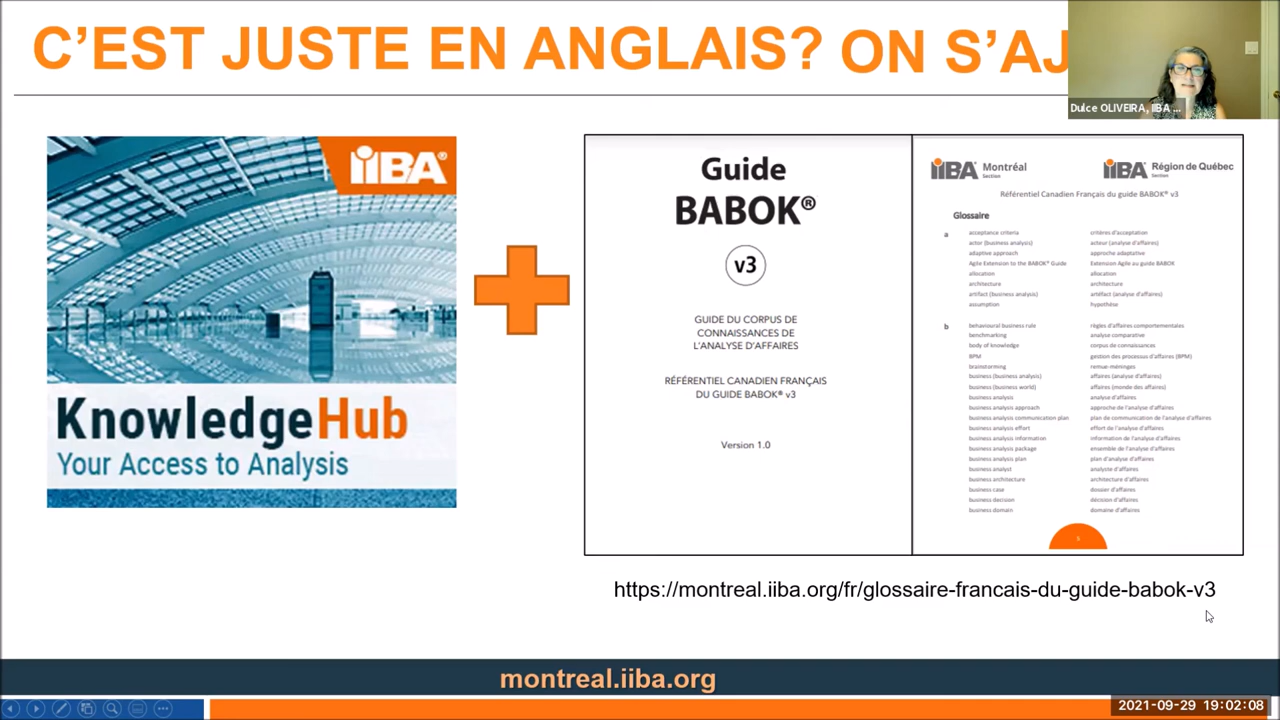 C’EST JUSTE EN ANGLAIS? ON S’AJ
Dulce OLIVEIRA, IIBA ...
iiBA®
Knowledge Hub
Your Access to Analysis
Guide
BABOK®
v3
GUIDE DU CORPUS DE
CONNAISSANCES DE
L’ANALYSE D’AFFAIRES
RÉFÉRENTIEL CANADIEN FRANÇAIS
DU GUIDE BABOK® v3
Version 1.0
iiBA® Montréal Section
iiBA® Région de Québec Section
Référentiel Canadien Français du guide BABOK® v3
Glossaire
a
acceptance criteria critères d'acceptation
actor (business analysis) acteur (analyse d'affaires)
adaptive approach approche adaptative
Agile Extension to the BABOK® Guide Extension Agile au guide BABOK
allocation allocation
architecture architecture
artifact (business analysis) artéfact (analyse d'affaires)
assumption hypothèse
b
behavioural business rule règles d'affaires comportementales
benchmarking analyse comparative
body of knowledge corpus de connaissances
BPM gestion des processus d'affaires (BPM)
brainstorming remue-méninges
business (business analysis) affaires (analyse d'affaires)
business (business world) affaires (monde des affaires)
business analysis analyse d'affaires
business analysis approach approche de l'analyse d'affaires
business analysis communication plan plan de communication de l'analyse d'affaires
business analysis effort effort de l'analyse d'affaires
business analysis information information de l'analyse d'affaires
business analysis package ensemble de l'analyse d'affaires
business analysis plan plan d'analyse d'affaires
business analyst analyste d'affaires
business architecture architecture d'affaires
business case dossier d'affaires
business decision décision d'affaires
business domain domaine d'affaires
https://montreal.iiba.org/fr/glossaire-francais-du-guide-babok-v3
montreal.iiba.org
2021-09-29 19:02:08